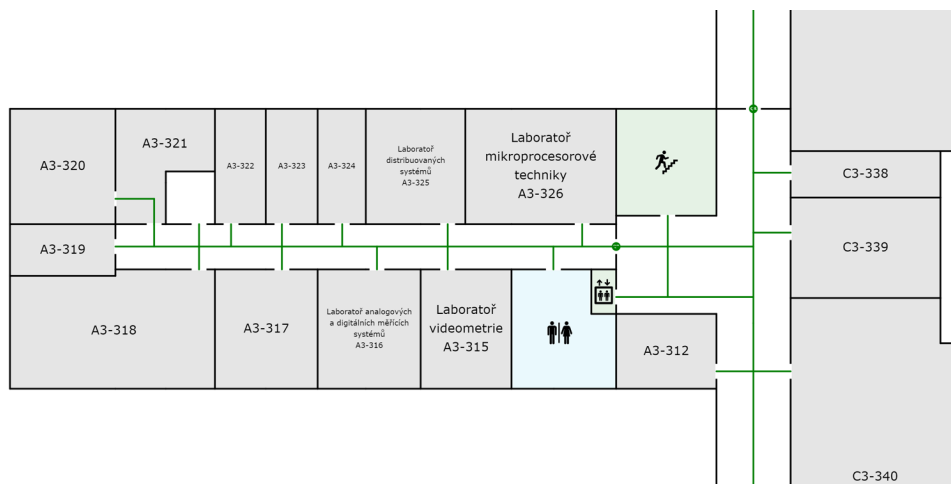 A3-320
A3-321
A3-322
A3-323
A3-324
Laboratoř
distribuovaných
systémů
A3-325
Laboratoř
mikroprocesorové
techniky
A3-326
C3-338
A3-319
C3-339
A3-318
A3-317
Laboratoř analogových
a digitálních měřících
systémů
A3-316
Laboratoř
videometrie
A3-315
A3-312
C3-340